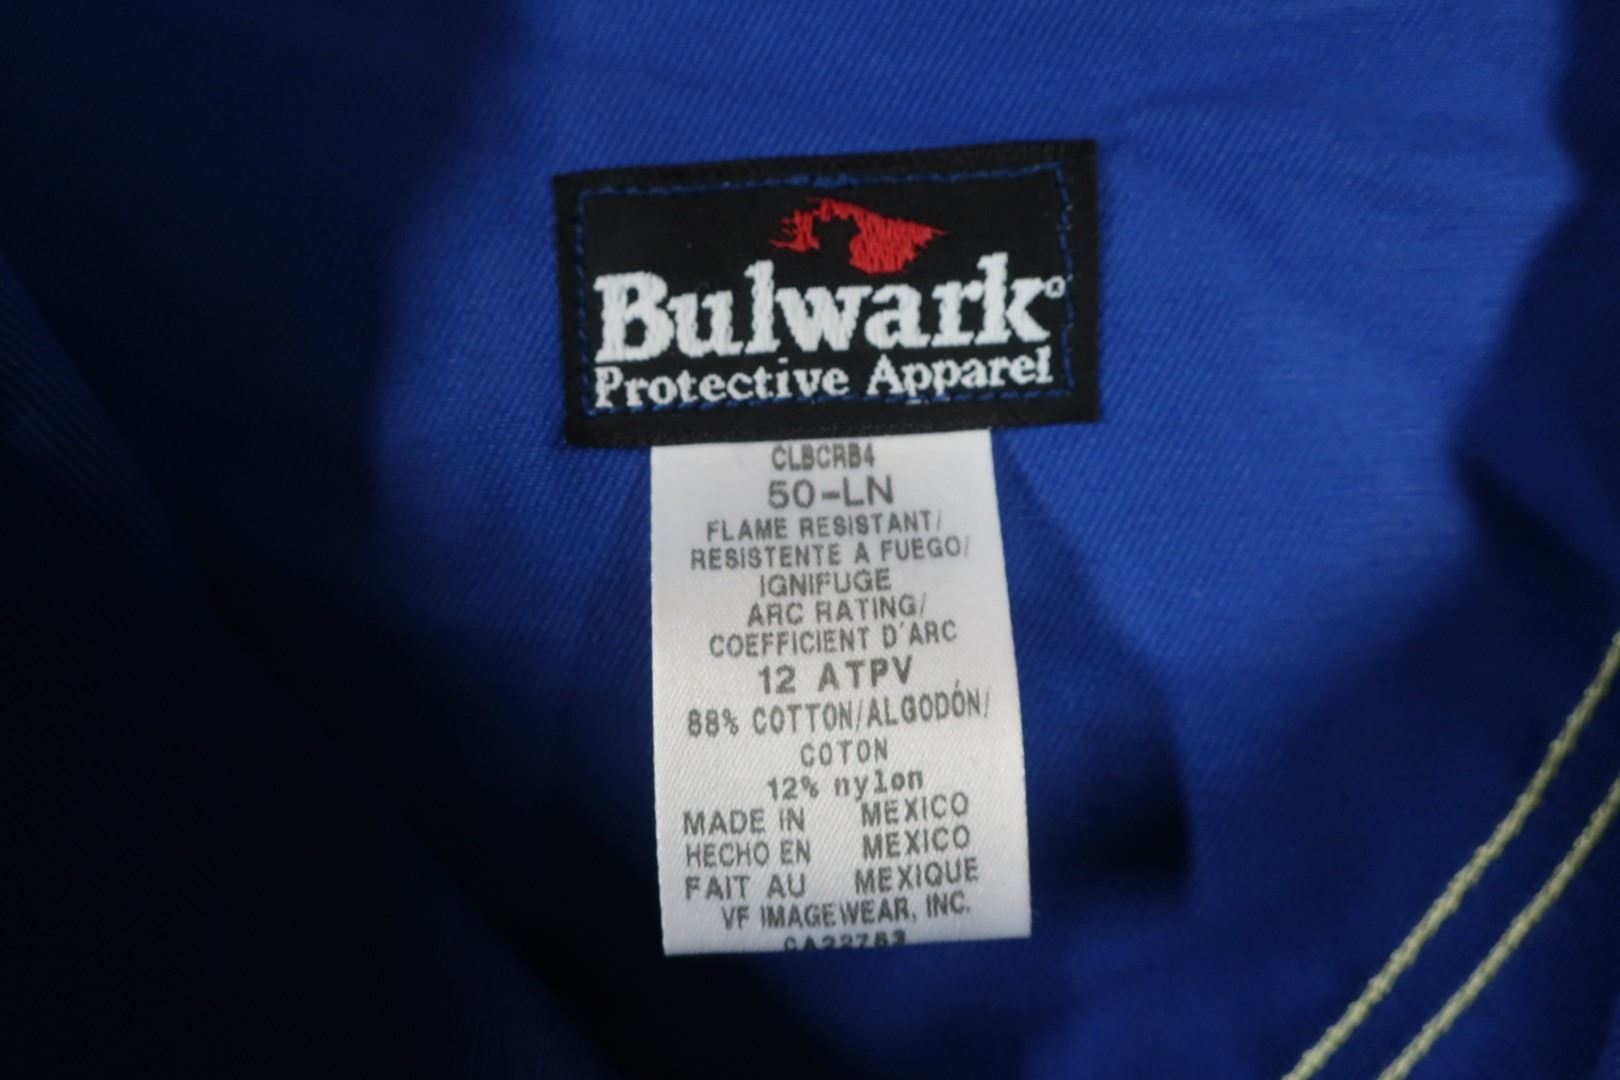 Bulwark®
Protective Apparel
CLBCRB4
50-LN
FLAME RESISTANT/
RESISTENTE A FUEGO/
IGNIFUGE
ARC RATING/
COEFFICIENT D'ARC
12 ATPV
88% COTTON/ALGODÓN/
COTON
12% nylon
MADE IN MEXICO
HECHO EN MEXICO
FAIT AU MEXIQUE
VF IMAGEWEAR, INC.